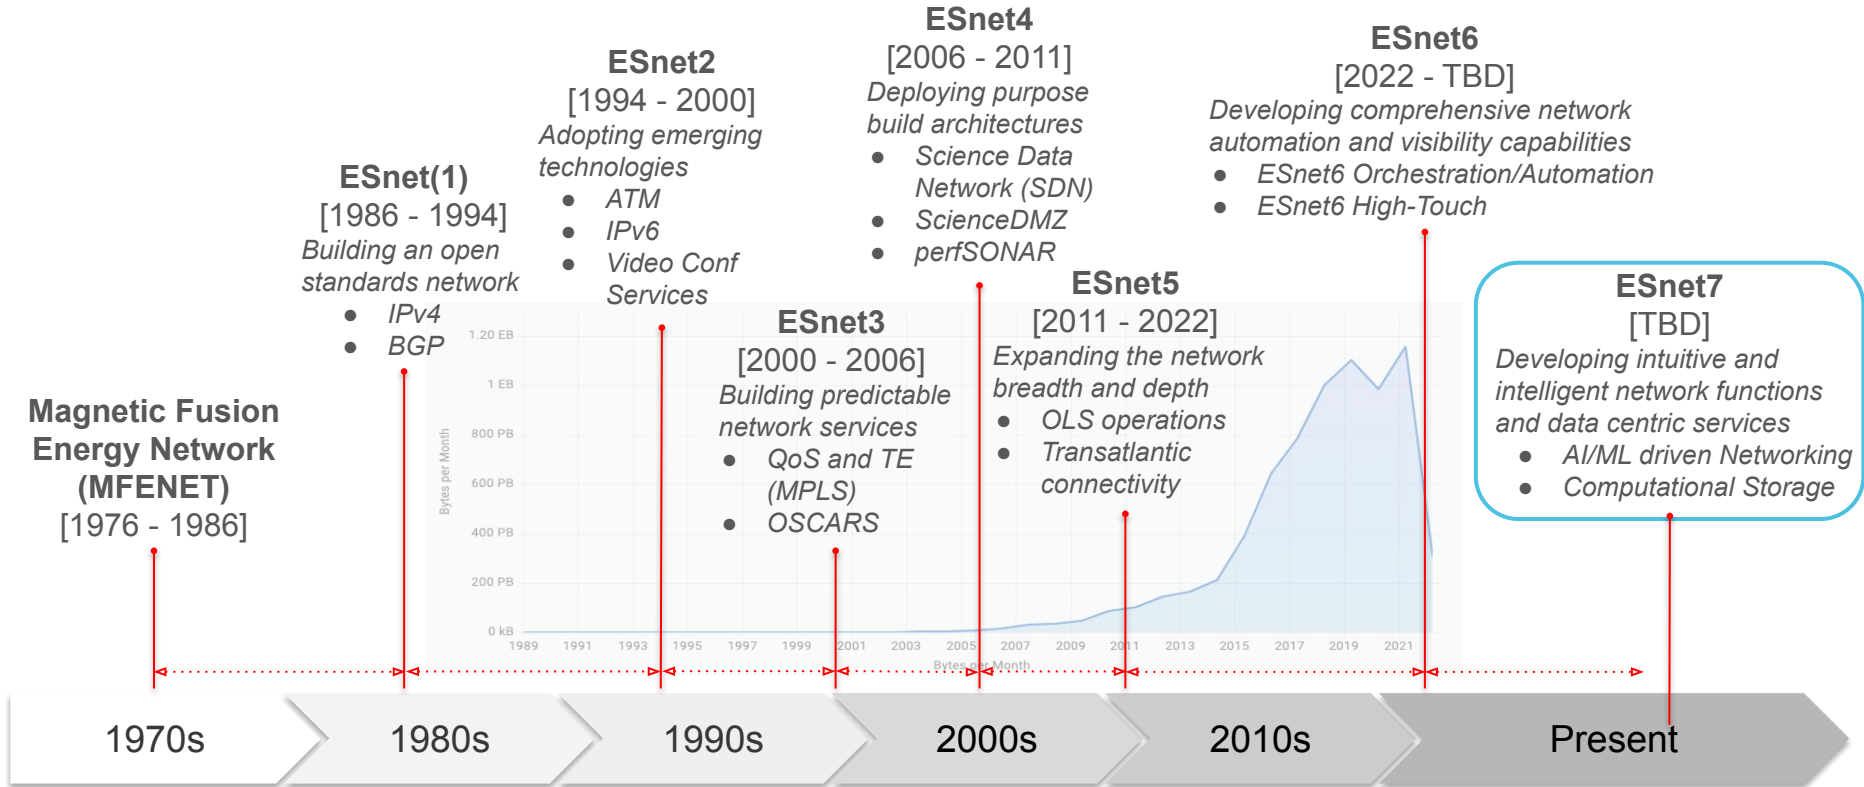 Magnetic Fusion
Energy Network
(MFENET)
[1976 - 1986]
ESnet(1)
[1986 - 1994]
Building an open
standards network
● IPv4
● BGP
ESnet2
[1994 - 2000]
Adopting emerging
technologies
● ATM
● IPv6
● Video Conf
Services
ESnet3
[2000 - 2006]
Building predictable
network services
● QoS and TE
(MPLS)
● OSCARS
ESnet4
[2006 - 2011]
Deploying purpose
build architectures
● Science Data
Network (SDN)
● ScienceDMZ
● perfSONAR
ESnet5
[2011 - 2022]
Expanding the network
breadth and depth
● OLS operations
● Transatlantic
connectivity
ESnet6
[2022 - TBD]
Developing comprehensive network
automation and visibility capabilities
● ESnet6 Orchestration/Automation
● ESnet6 High-Touch
ESnet7
[TBD]
Developing intuitive and
intelligent network functions
and data centric services
● AI/ML driven Networking
● Computational Storage
1.20 EB
1 EB
800 PB
600 PB
400 PB
200 PB
0 kB
Bytes per Month
1989 1991 1993 1995 1997 1999 2001 2003 2005 2007 2009 2011 2013 2015 2017 2019 2021
Bytes per Month
1970s 1980s 1990s 2000s 2010s Present